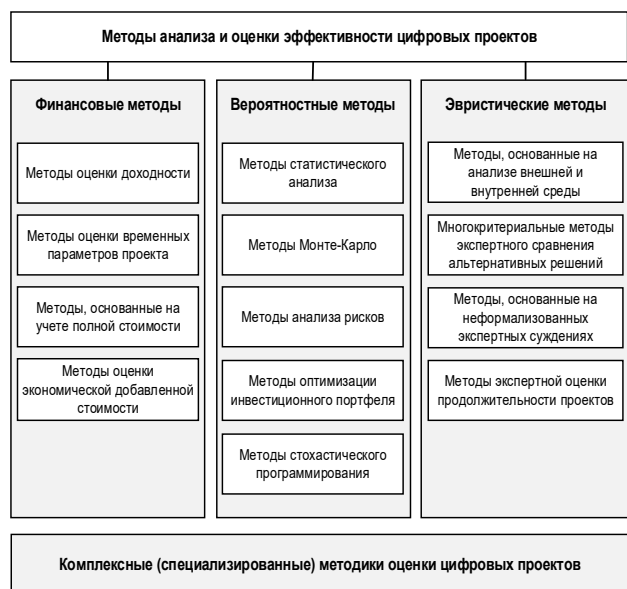 Методы анализа и оценки эффективности цифровых проектов
Финансовые методы
Методы оценки доходности
Методы оценки временных
параметров проекта
Методы, основанные на
учете полной стоимости
Методы оценки
экономической добавленной
стоимости
Вероятностные методы
Методы статистического
анализа
Методы Монте-Карло
Методы анализа рисков
Методы оптимизации
инвестиционного портфеля
Методы стохастического
программирования
Эвристические методы
Методы, основанные на
анализе внешней и
внутренней среды
Многокритериальные методы
экспертного сравнения
альтернативных решений
Методы, основанные на
неформализованных
экспертных суждениях
Методы экспертной оценки
продолжительности проектов
Комплексные (специализированные) методики оценки цифровых проектов